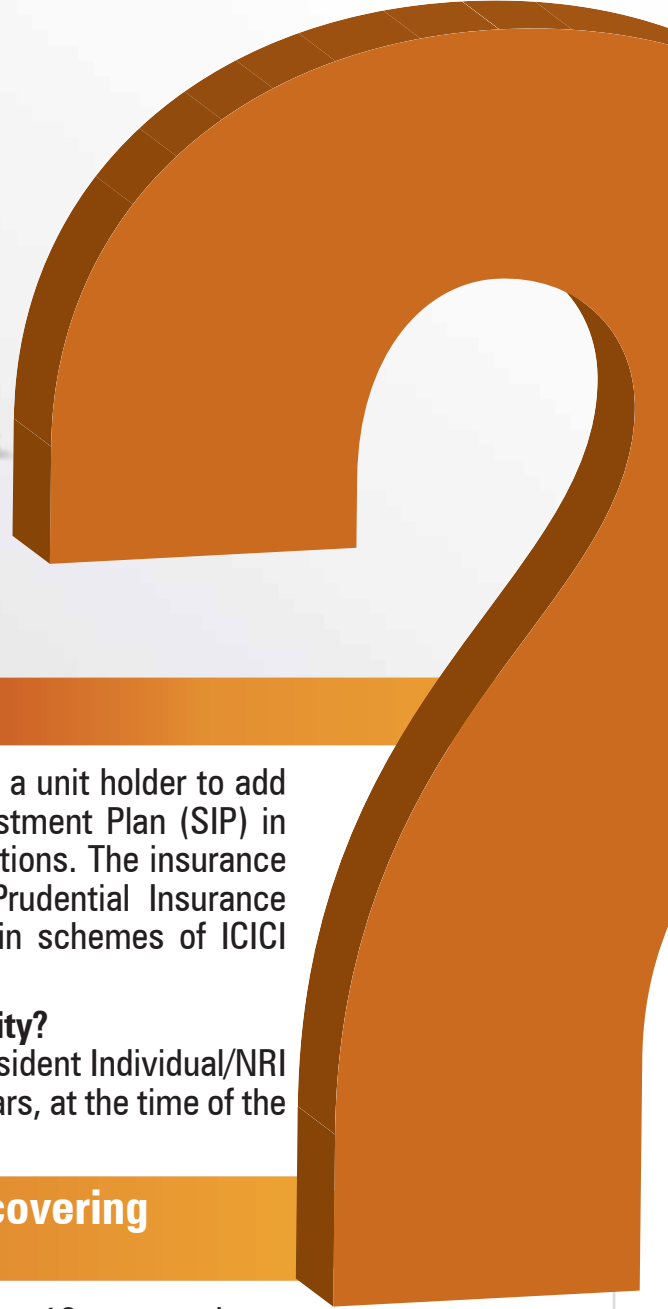 a unit holder to add
estment Plan (SIP) in
tions. The insurance
Prudential Insurance
in schemes of ICICI
ity?
sident Individual/NRI
ars, at the time of the
covering